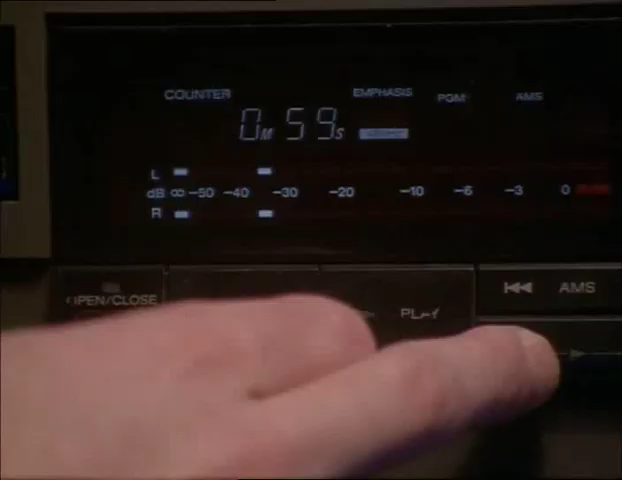 COUNTER EMPHASIS PGM AMS
0M 59S
L
dB ∞ -50 -40 -30 -20 -10 -6 -3 0
R
OPEN/CLOSE PLAY AMS